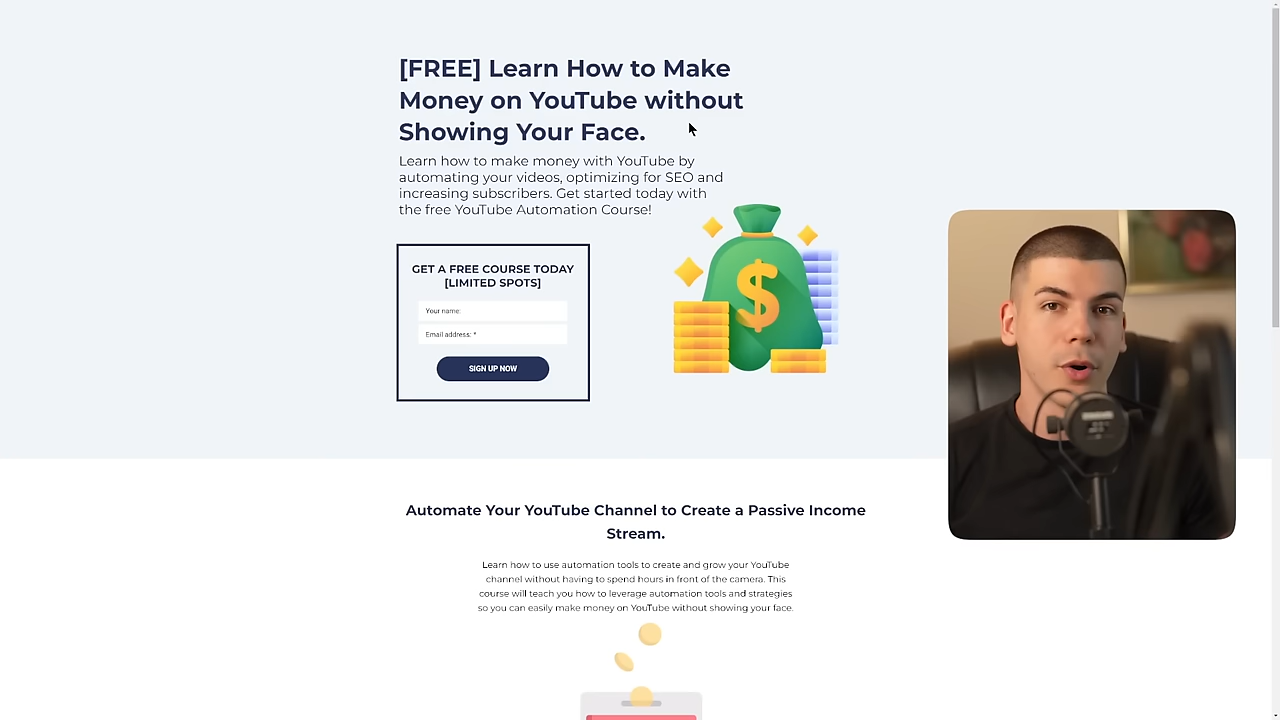 [FREE] Learn How to Make
Money on YouTube without
Showing Your Face.
Learn how to make money with YouTube by
automating your videos, optimizing for SEO and
increasing subscribers. Get started today with
the free YouTube Automation Course!
GET A FREE COURSE TODAY
[LIMITED SPOTS]
Your name:
Email address: *
SIGN UP NOW
$
Automate Your YouTube Channel to Create a Passive Income
Stream.
Learn how to use automation tools to create and grow your YouTube
channel without having to spend hours in front of the camera. This
course will teach you how to leverage automation tools and strategies
so you can easily make money on YouTube without showing your face.